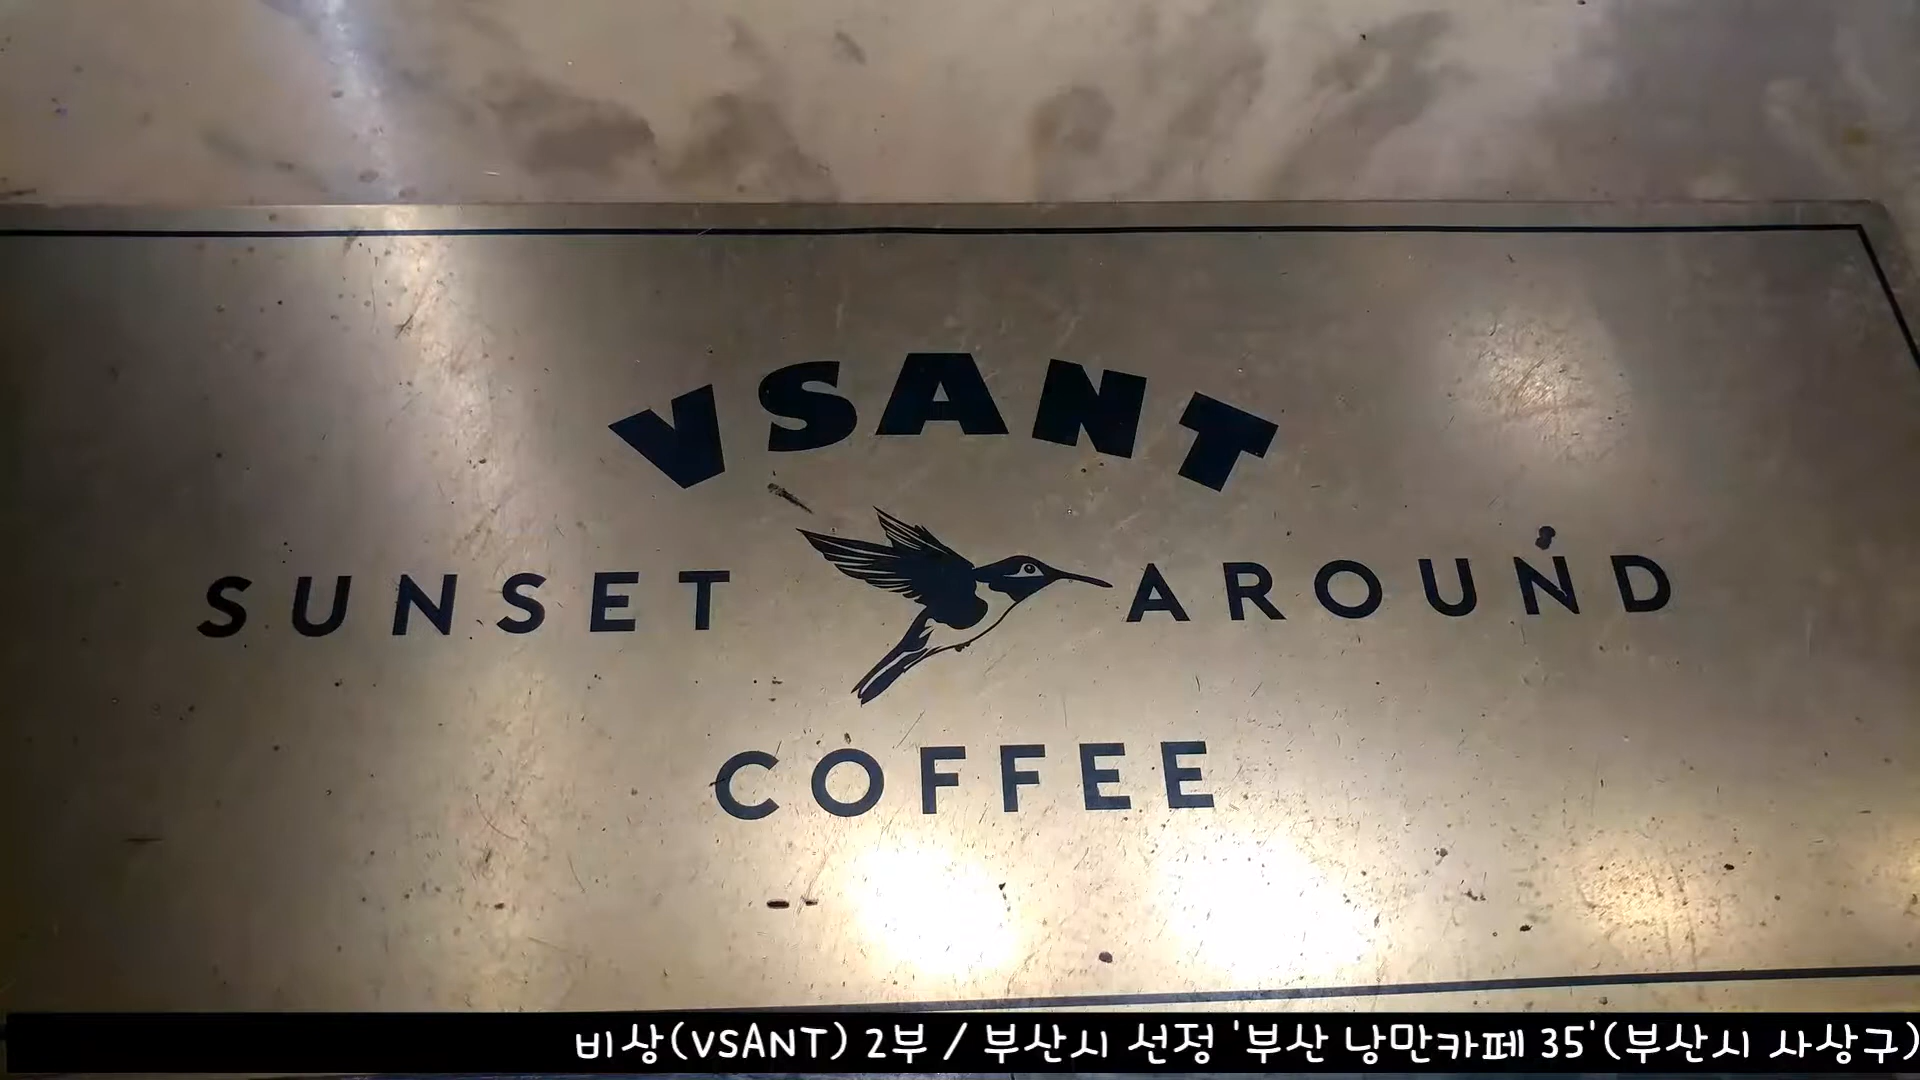 VSANT
SUNSET AROUND
COFFEE
비상(VSANT) 2부 / 부산시 선정 '부산 낭만카페 35'(부산시 사상구)